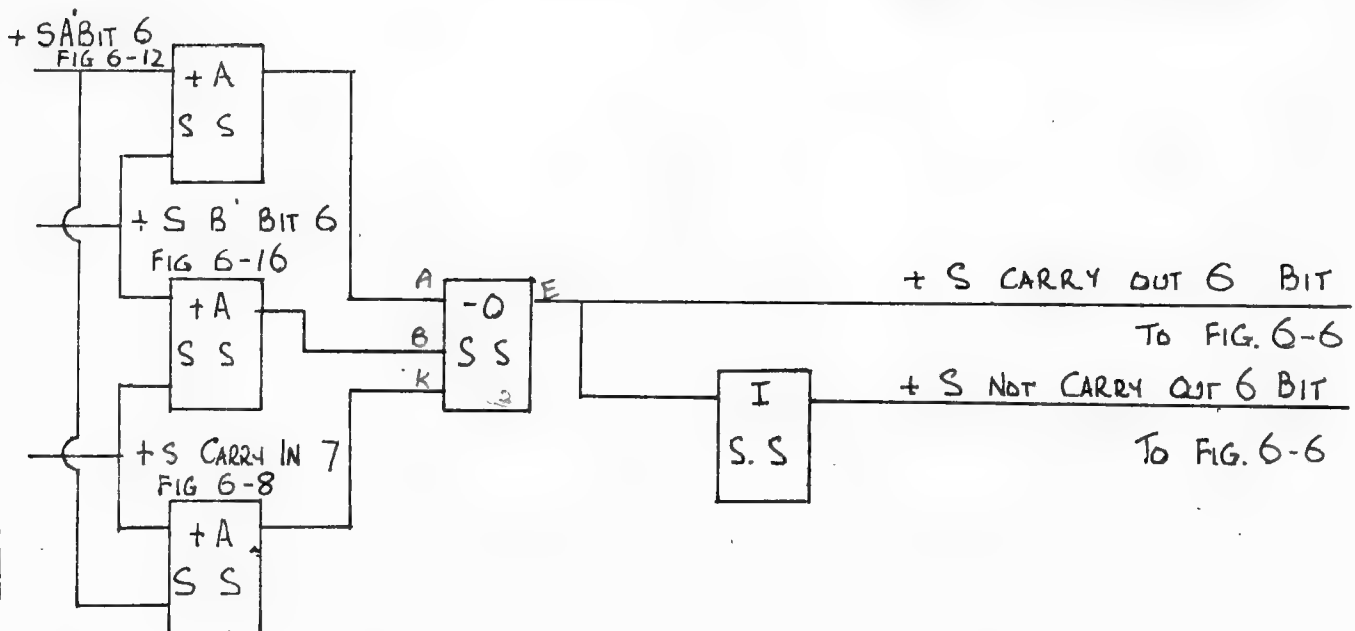 + SA' BIT 6
FIG 6-12
+ A
S S
+ S B' BIT 6
FIG 6-16
+ A
S S
+ S CARRY IN 7
FIG 6-8
+ A
S S
A
B
K
- O
S S
E
+ S CARRY OUT 6 BIT
TO FIG. 6-6
I
S. S
+ S NOT CARRY OUT 6 BIT
TO FIG. 6-6